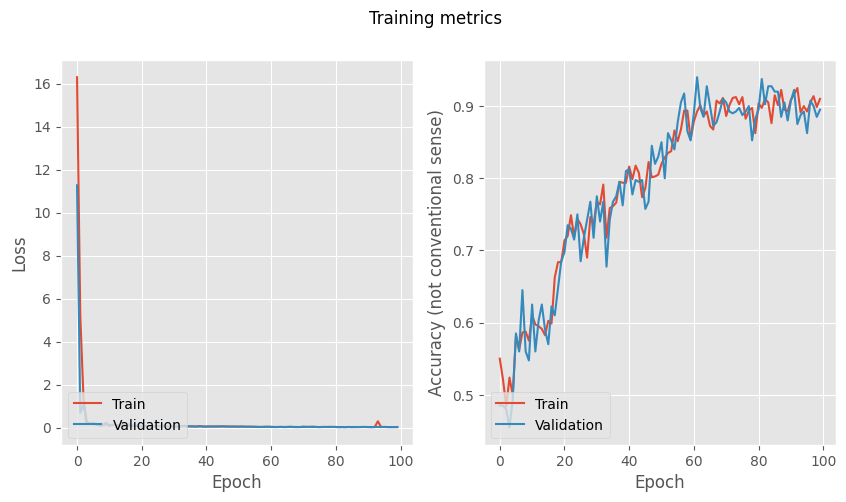 Training metrics
Loss
16
14
12
10
8
6
4
2
0
Train
Validation
0
20
40
60
80
100
Epoch
Accuracy (not conventional sense)
0.9
0.8
0.7
0.6
0.5
Train
Validation
0
20
40
60
80
100
Epoch